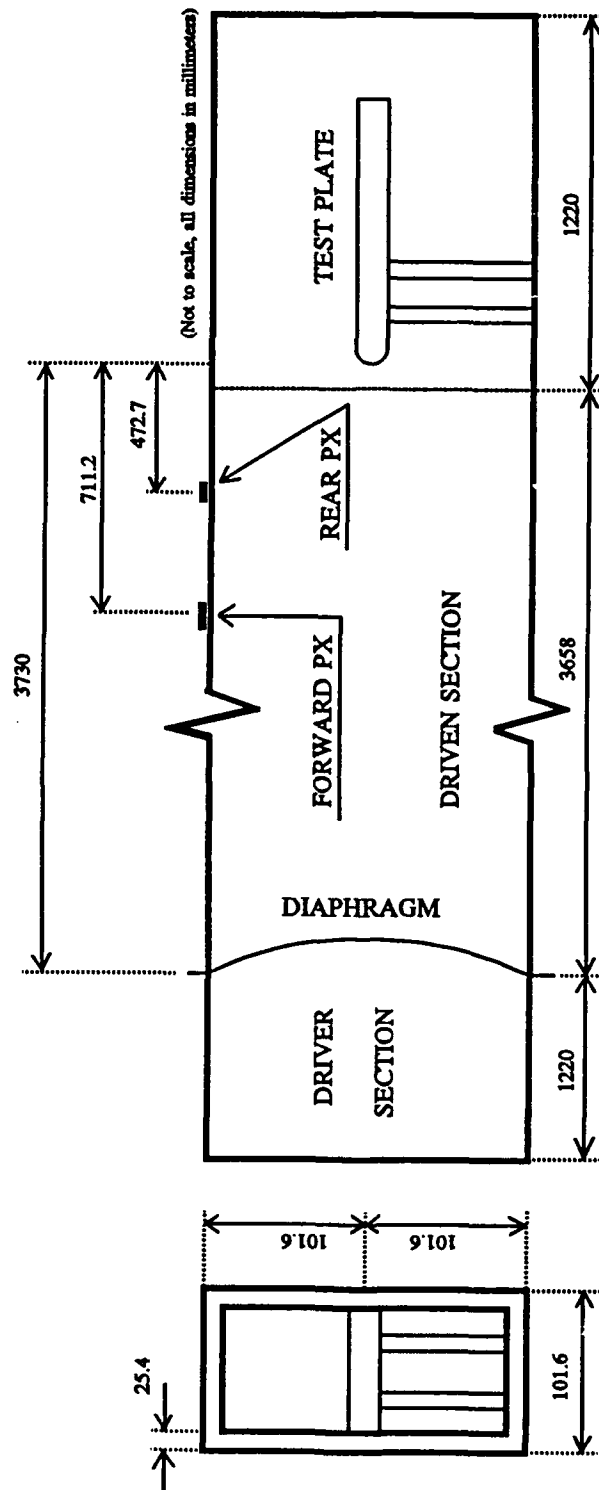 (Not to scale, all dimensions in millimeters)
3730
711.2
472.7
FORWARD PX
REAR PX
TEST PLATE
DIAPHRAGM
DRIVER
SECTION
DRIVEN SECTION
1220
3658
1220
25.4
101.6
101.6
101.6